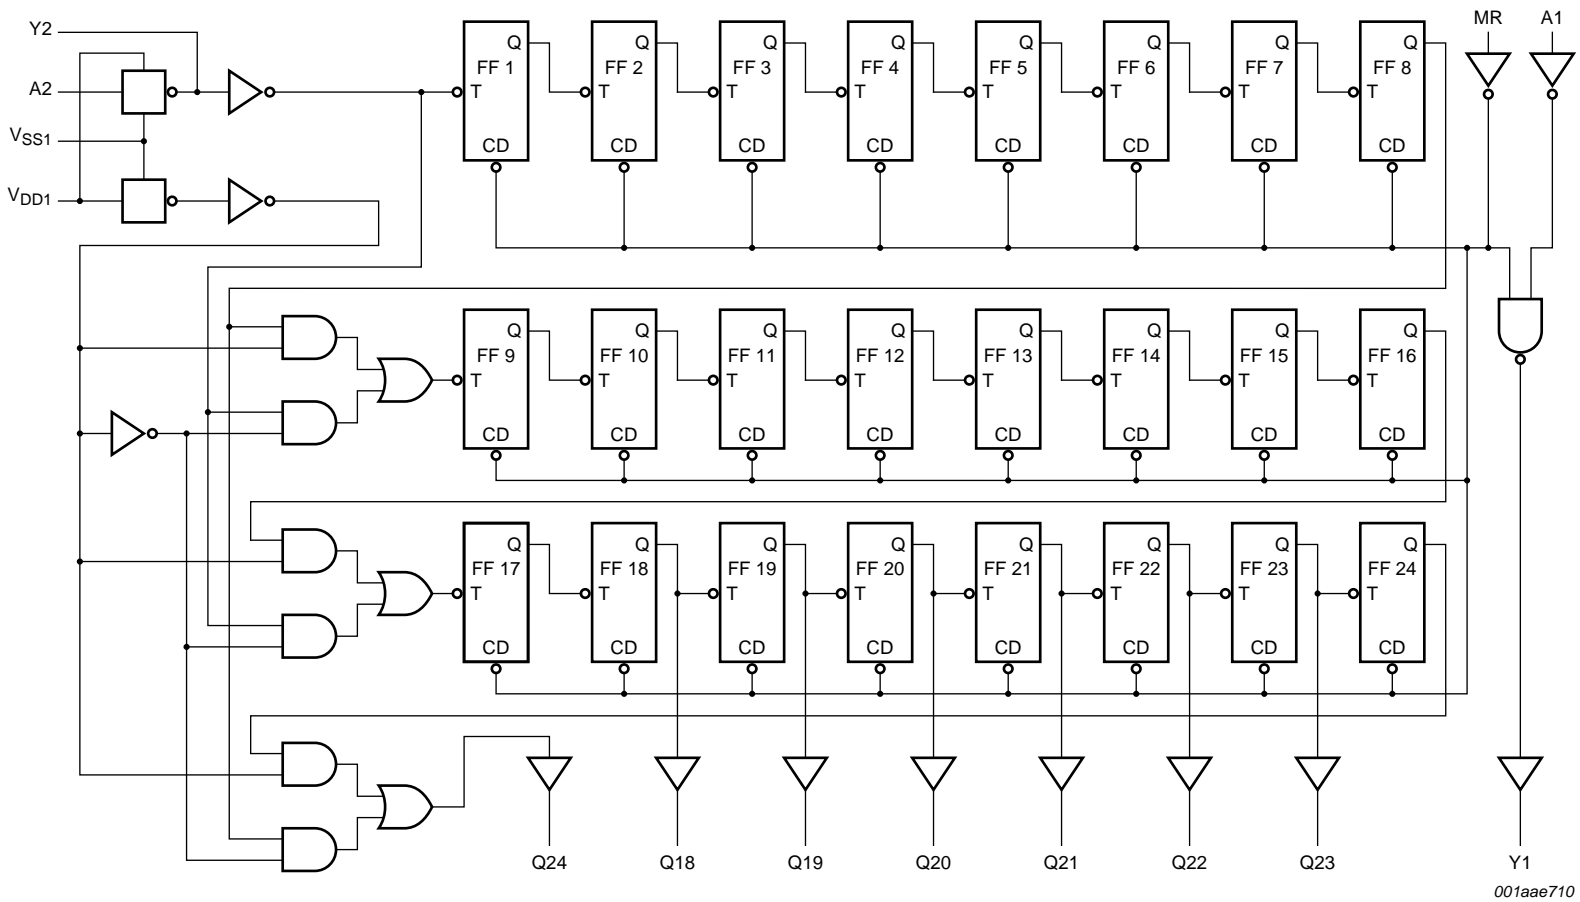 Y2
MR A1
A2
VSS1
VDD1
Q Q Q Q Q Q Q Q
FF 1 FF 2 FF 3 FF 4 FF 5 FF 6 FF 7 FF 8
T T T T T T T T
CD CD CD CD CD CD CD CD
Q Q Q Q Q Q Q Q
FF 9 FF 10 FF 11 FF 12 FF 13 FF 14 FF 15 FF 16
T T T T T T T T
CD CD CD CD CD CD CD CD
Q Q Q Q Q Q Q Q
FF 17 FF 18 FF 19 FF 20 FF 21 FF 22 FF 23 FF 24
T T T T T T T T
CD CD CD CD CD CD CD CD
Q24 Q18 Q19 Q20 Q21 Q22 Q23 Y1
001aae710